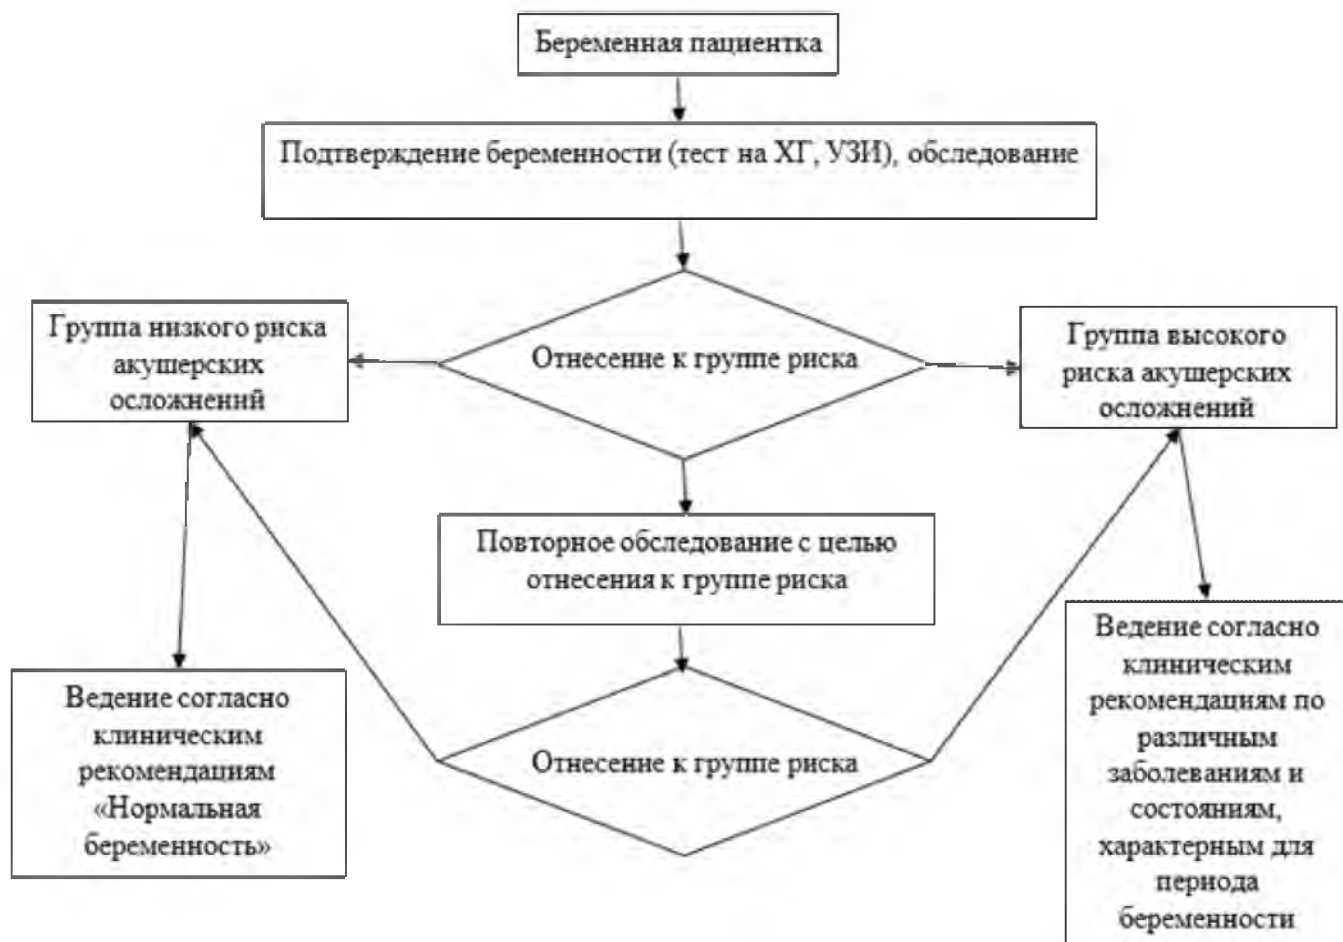 Беременная пациентка
Подтверждение беременности (тест на ХГ, УЗИ), обследование
Группа низкого риска
акушерских
осложнений
Отнесение к группе риска
Группа высокого
риска акушерских
осложнений
Повторное обследование с целью
отнесения к группе риска
Ведение согласно
клиническим
рекомендациям
«Нормальная
беременность»
Отнесение к группе риска
Ведение согласно
клиническим
рекомендациям по
различным
заболеваниям и
состояниям,
характерным для
периода
беременности